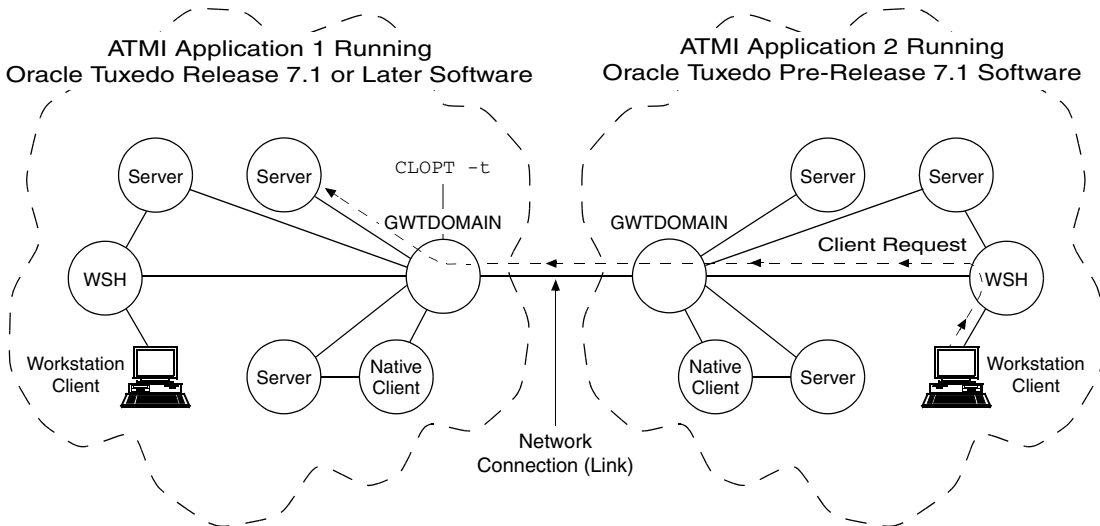 ATMI Application 1 Running
Oracle Tuxedo Release 7.1 or Later Software
ATMI Application 2 Running
Oracle Tuxedo Pre-Release 7.1 Software
Server
Server
CLOPT -t
GWTDOMAIN
WSH
Workstation
Client
Server
Native
Client
Network
Connection (Link)
GWTDOMAIN
Server
Server
Client Request
WSH
Native
Client
Server
Workstation
Client